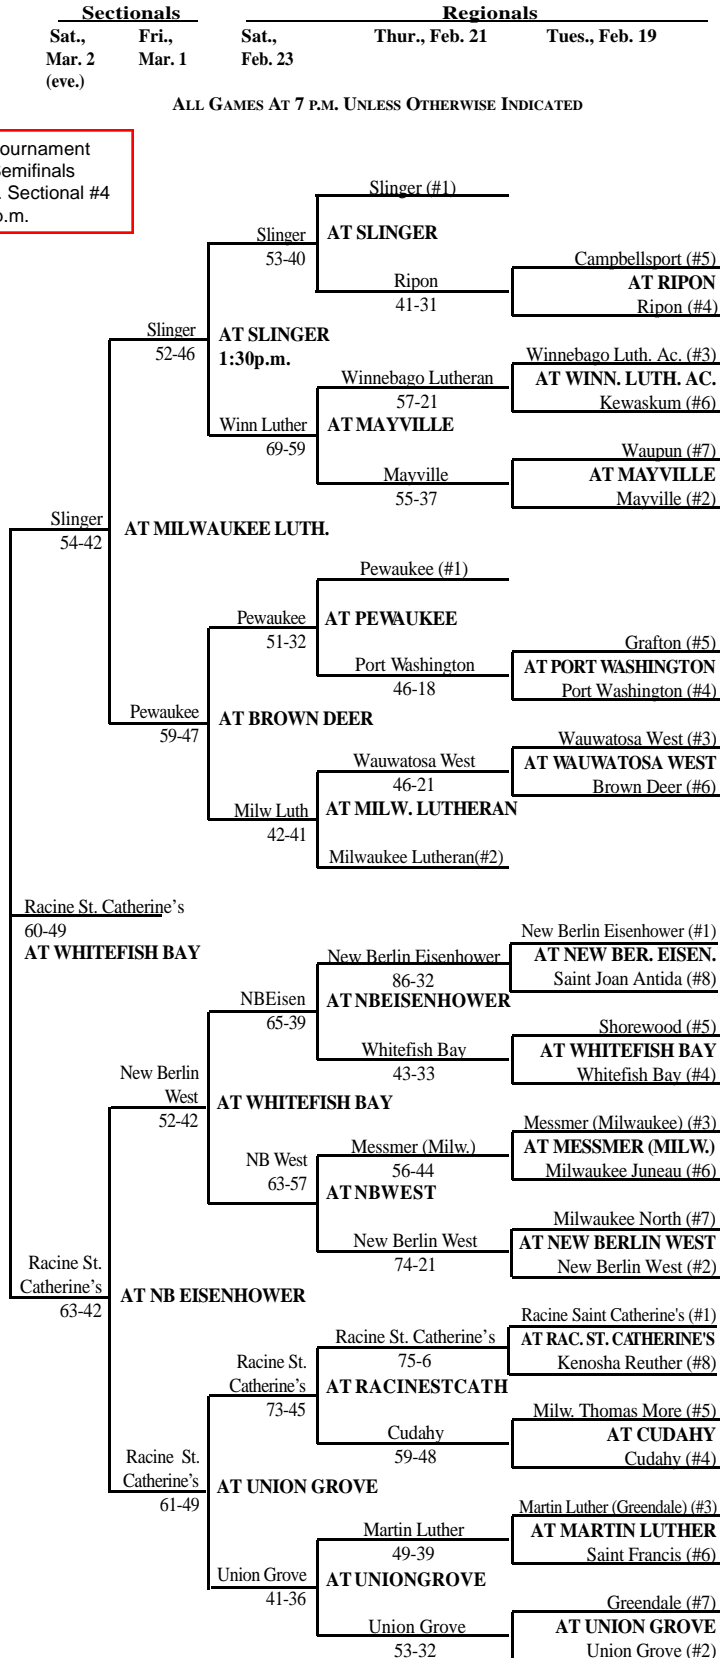 Sectionals Regionals
Sat., Fri., Sat., Thur., Feb. 21 Tues., Feb. 19
Mar. 2 Mar. 1 Feb. 23
(eve.)
ALL GAMES AT 7 P.M. UNLESS OTHERWISE INDICATED
ournament
emifinals
. Sectional #4
.m.
Slinger (#1)
Slinger AT SLINGER
53-40
Campbellsport (#5)
Ripon AT RIPON
41-31 Ripon (#4)
Slinger AT SLINGER
52-46 1:30p.m.
Winnebago Luth. Ac. (#3)
Winnebago Lutheran AT WINN. LUTH. AC.
57-21 Kewaskum (#6)
Winn Luther AT MAYVILLE
69-59
Waupun (#7)
Mayville AT MAYVILLE
55-37 Mayville (#2)
Slinger AT MILWAUKEE LUTH.
54-42
Pewaukee (#1)
Pewaukee AT PEWAUKEE
51-32
Grafton (#5)
Port Washington AT PORT WASHINGTON
46-18 Port Washington (#4)
Pewaukee AT BROWN DEER
59-47
Wauwatosa West (#3)
Wauwatosa West AT WAUWATOSA WEST
46-21 Brown Deer (#6)
Milw Luth AT MILW. LUTHERAN
42-41
Milwaukee Lutheran(#2)
Racine St. Catherine's
60-49
AT WHITEFISH BAY
New Berlin Eisenhower (#1)
New Berlin Eisenhower AT NEW BER. EISEN.
86-32 Saint Joan Antida (#8)
NBEisen AT NBEISENHOWER
65-39
Shorewood (#5)
Whitefish Bay AT WHITEFISH BAY
43-33 Whitefish Bay (#4)
New Berlin
West AT WHITEFISH BAY
52-42
Messmer (Milwaukee) (#3)
Messmer (Milw.) AT MESSMER (MILW.)
56-44 Milwaukee Juneau (#6)
NB West
63-57 AT NBWEST
Milwaukee North (#7)
New Berlin West AT NEW BERLIN WEST
74-21 New Berlin West (#2)
Racine St.
Catherine's AT NB EISENHOWER
63-42
Racine Saint Catherine's (#1)
Racine St. Catherine's AT RAC. ST. CATHERINE'S
75-6 Kenosha Reuther (#8)
Racine St.
Catherine's AT RACINESTCATH
73-45
Milw. Thomas More (#5)
Cudahy AT CUDAHY
59-48 Cudahy (#4)
Racine St.
Catherine's AT UNION GROVE
61-49
Martin Luther (Greendale) (#3)
Martin Luther AT MARTIN LUTHER
49-39 Saint Francis (#6)
Union Grove AT UNIONGROVE
41-36
Greendale (#7)
Union Grove AT UNION GROVE
53-32 Union Grove (#2)